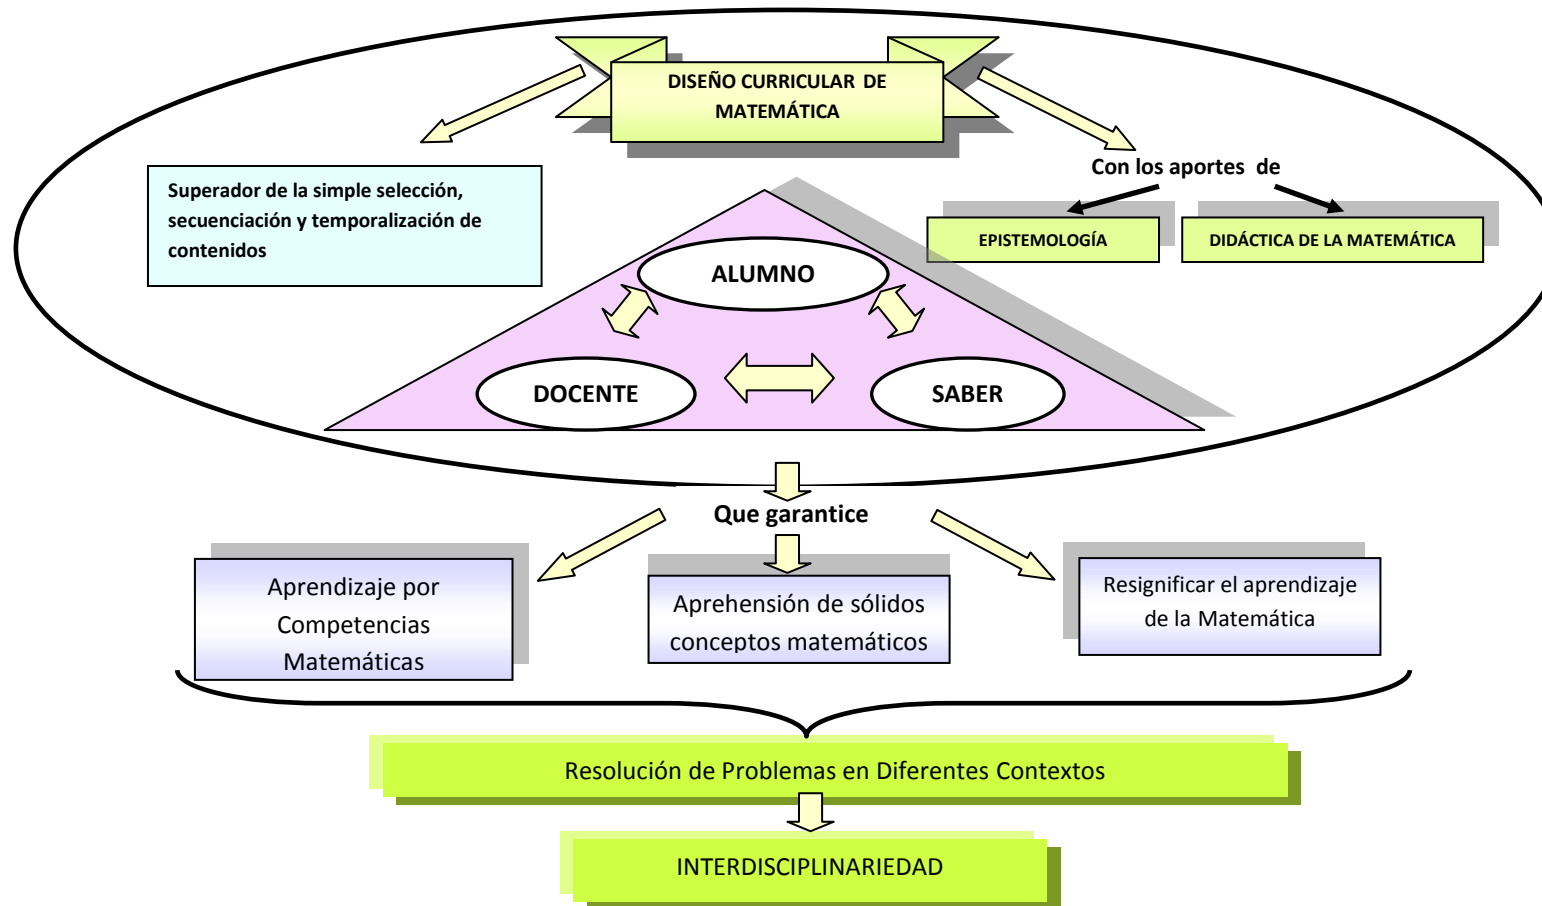 DISEÑO CURRICULAR DE
MATEMÁTICA
Superador de la simple selección,
secuenciación y temporalización de
contenidos
Con los aportes de
EPISTEMOLOGÍA
DIDÁCTICA DE LA MATEMÁTICA
ALUMNO
DOCENTE
SABER
Que garantice
Aprendizaje por
Competencias
Matemáticas
Aprehensión de sólidos
conceptos matemáticos
Resignificar el aprendizaje
de la Matemática
Resolución de Problemas en Diferentes Contextos
INTERDISCIPLINARIEDAD